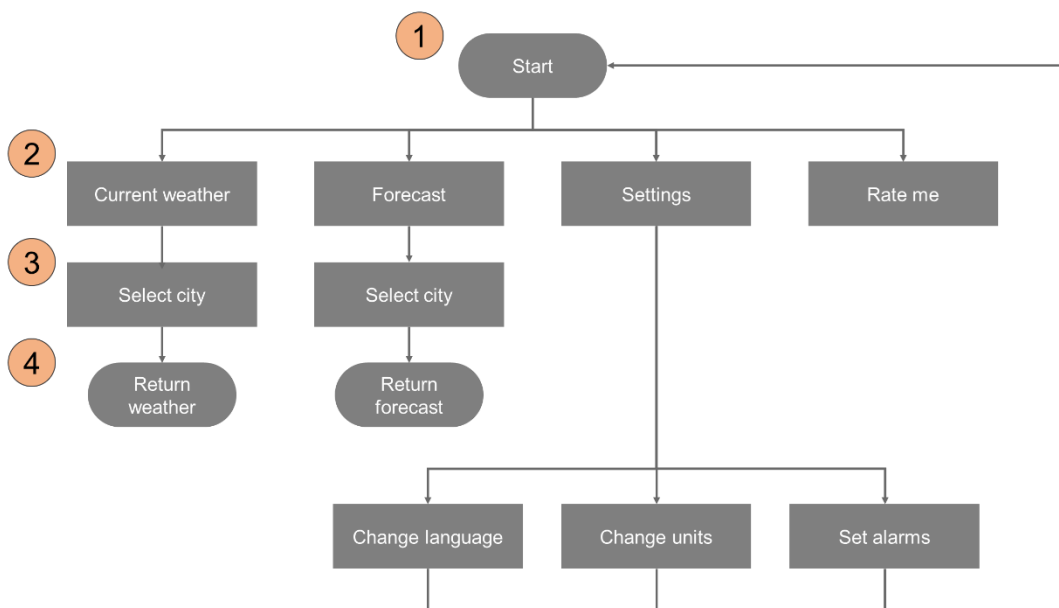 1
Start
2
Current weather
Forecast
Settings
Rate me
3
Select city
Select city
4
Return
weather
Return
forecast
Change language
Change units
Set alarms